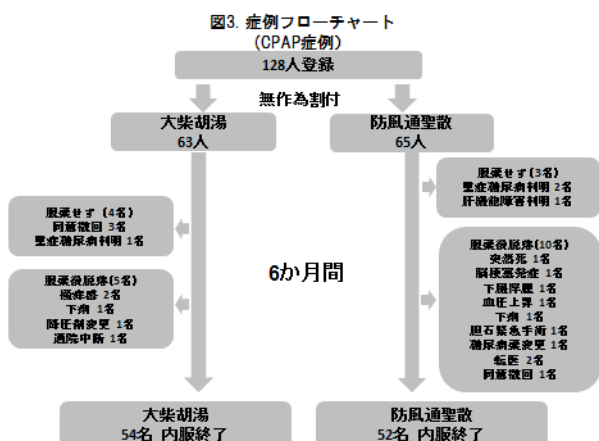 図3. 症例フローチャート
(CPAP症例)
128人登録
無作為割付
大柴胡湯
63人
防風通聖散
65人
服薬せず(3名)
重症糖尿病判明 2名
肝機能障害判明 1名
服薬せず (4名)
同意撤回 3名
重症糖尿病判明 1名
服薬後脱落(5名)
倦怠感 2名
下痢 1名
降圧剤変更 1名
通院中断 1名
6か月間
服薬後脱落(10名)
突然死 1名
脳梗塞発症 1名
下腿浮腫 1名
血圧上昇 1名
下痢 1名
胆石緊急手術 1名
糖尿病薬変更 1名
転医 2名
同意撤回 1名
大柴胡湯
54名 内服終了
防風通聖散
52名 内服終了